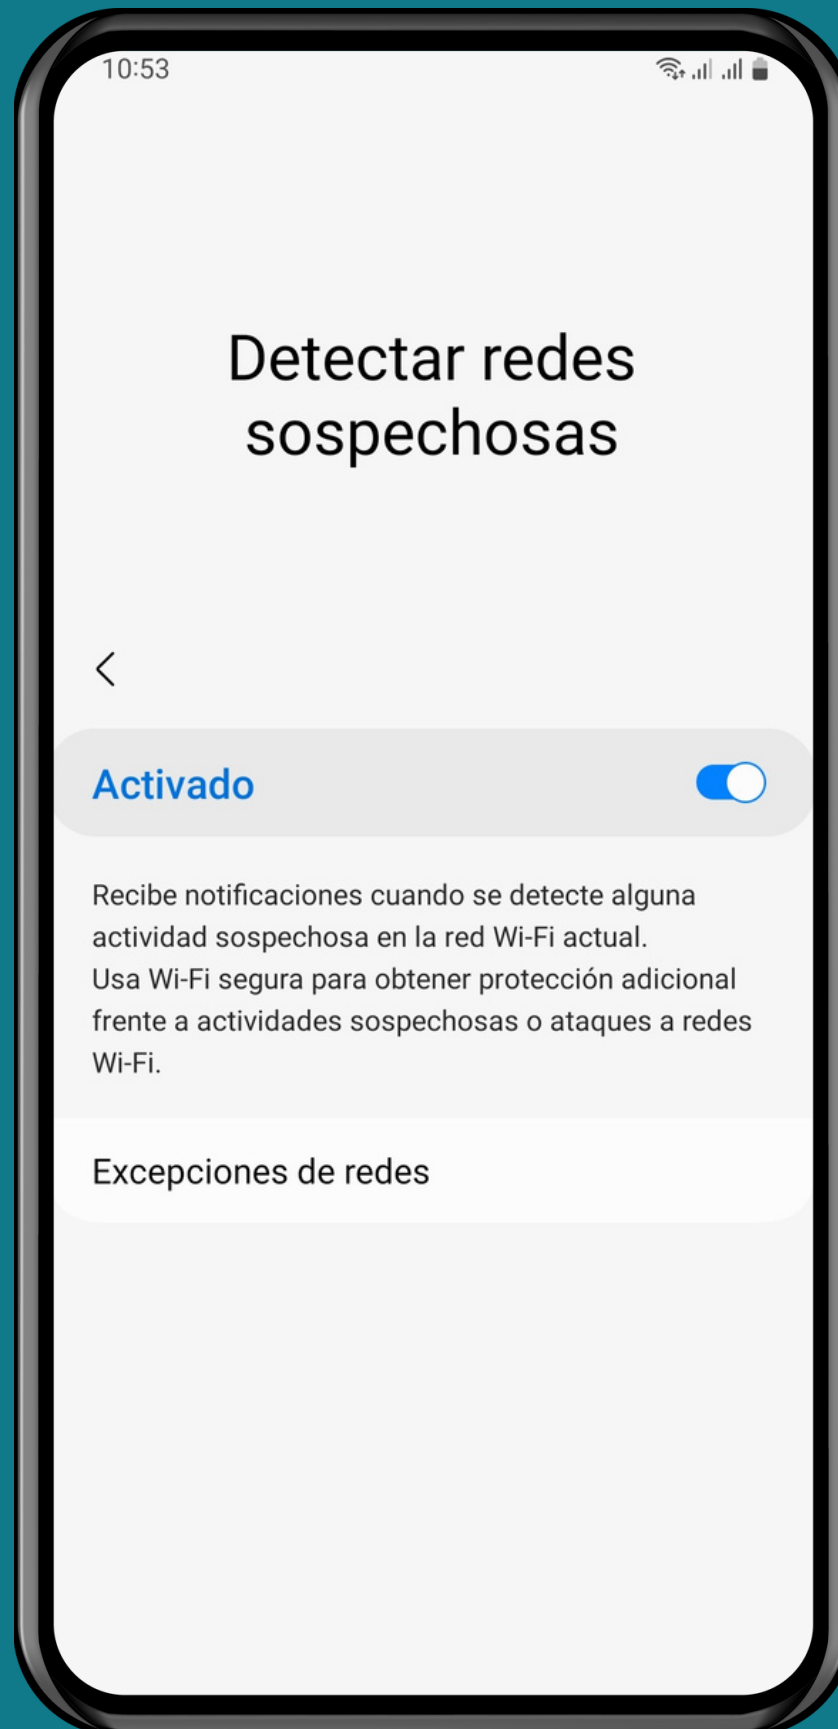 10:53
Detectar redes
sospechosas
Activado
Recibe notificaciones cuando se detecte alguna
actividad sospechosa en la red Wi-Fi actual.
Usa Wi-Fi segura para obtener protección adicional
frente a actividades sospechosas o ataques a redes
Wi-Fi.
Excepciones de redes